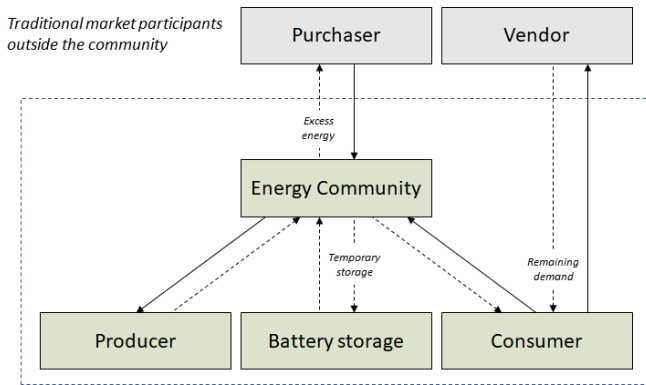 Traditional market participants
outside the community
Purchaser
Vendor
Excess
energy
Energy Community
Temporary
storage
Remaining
demand
Producer
Battery storage
Consumer